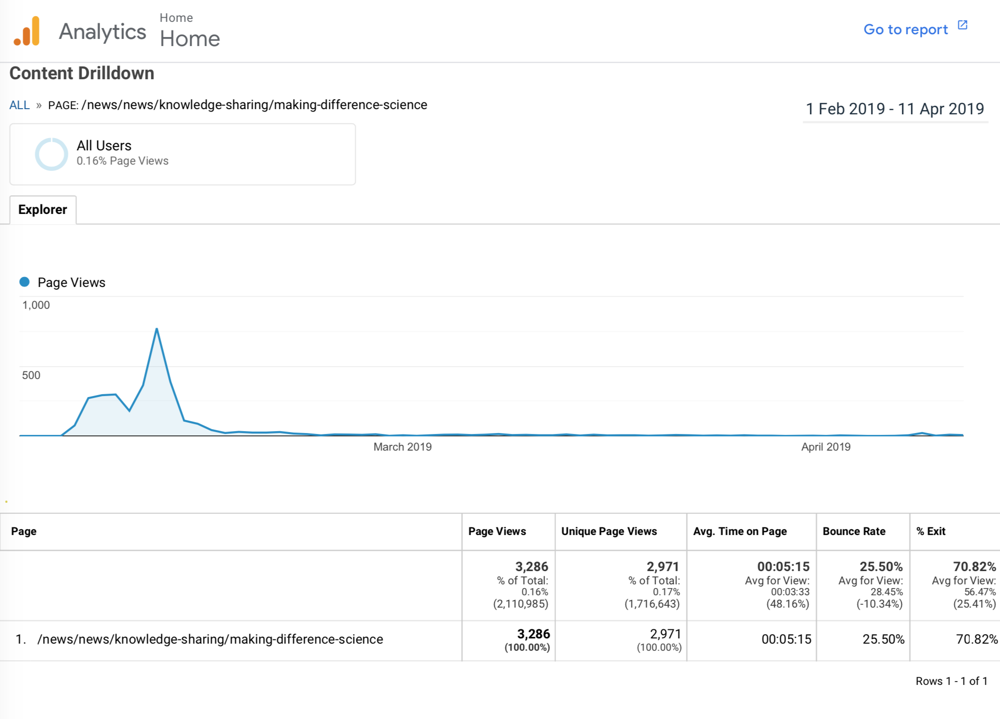 Analytics
Home
Home
Go to report
Content Drilldown
ALL » PAGE: /news/news/knowledge-sharing/making-difference-science
1 Feb 2019 - 11 Apr 2019
All Users
0.16% Page Views
Explorer
Page Views
1,000
500
March 2019
April 2019
Page Page Views Unique Page Views Avg. Time on Page Bounce Rate % Exit
3,286 2,971 00:05:15 25.50% 70.82%
% of Total: % of Total: Avg for View: Avg for View: Avg for View:
0.16% 0.17% 00:03:33 28.45% 56.47%
(2,110,985) (1,716,643) (48.16%) (-10.34%) (25.41%)
1. /news/news/knowledge-sharing/making-difference-science 3,286 2,971 00:05:15 25.50% 70.82%
(100.00%) (100.00%)
Rows 1 - 1 of 1